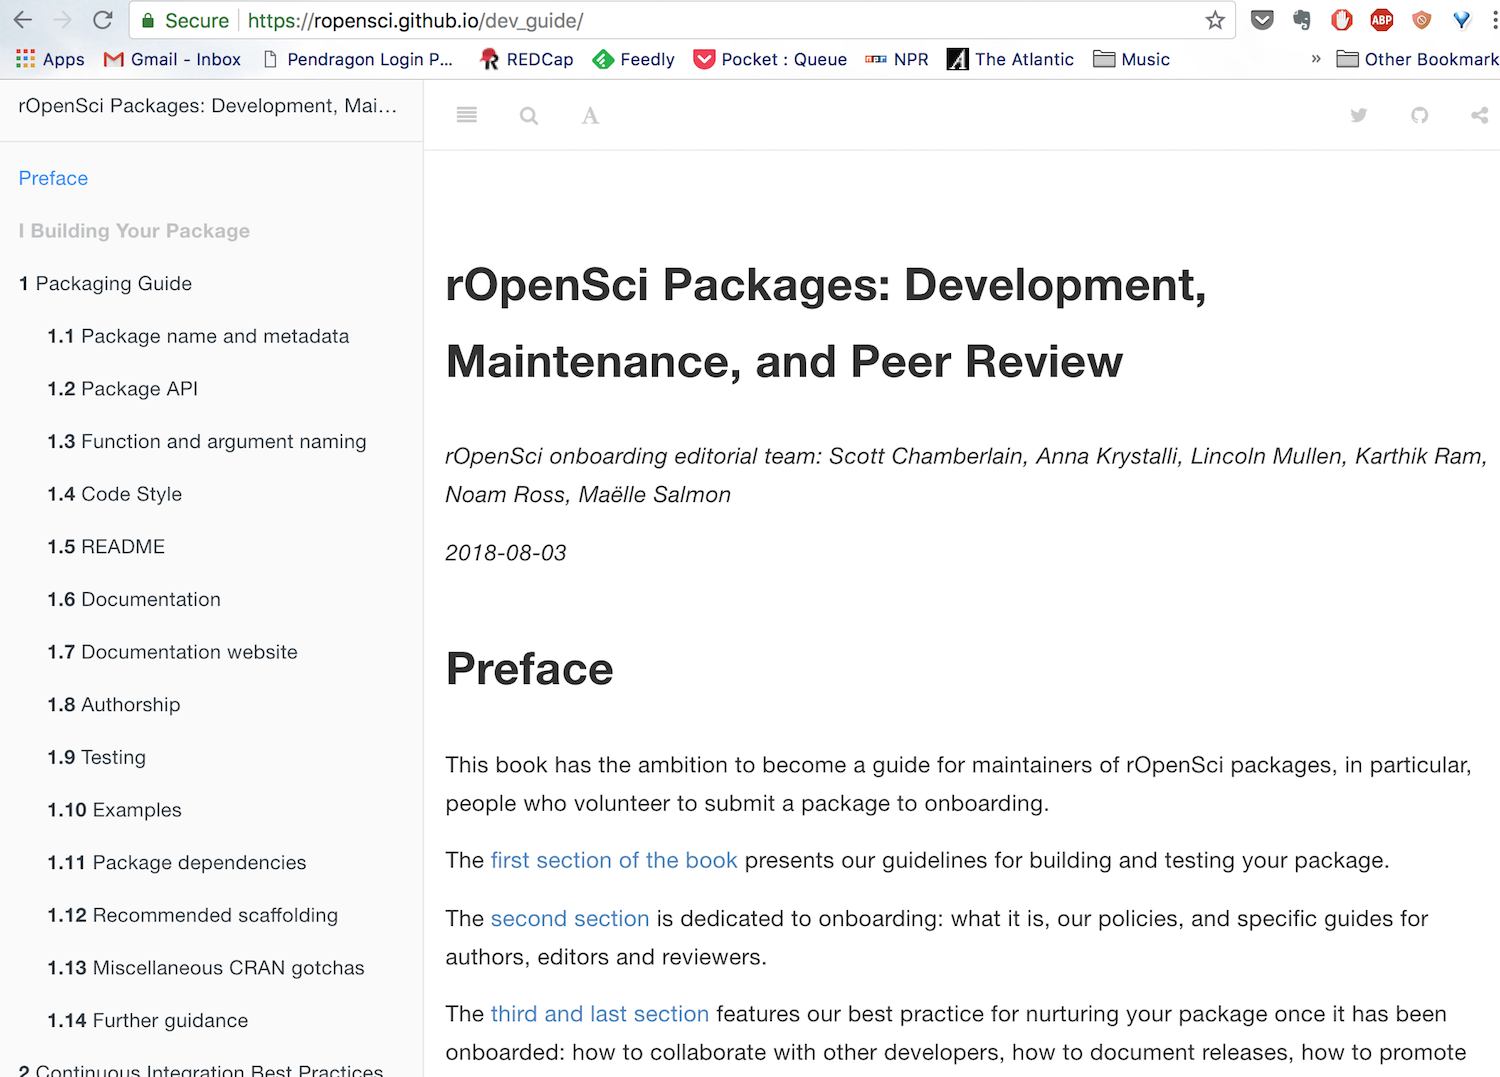 Secure https://ropensci.github.io/dev_guide/
ABP
Apps Gmail - Inbox Pendragon Login P... REDCap Feedly Pocket : Queue npr NPR A The Atlantic Music » Other Bookmark
rOpenSci Packages: Development, Mai...
A
Preface
I Building Your Package
1 Packaging Guide
1.1 Package name and metadata
1.2 Package API
1.3 Function and argument naming
1.4 Code Style
1.5 README
1.6 Documentation
1.7 Documentation website
1.8 Authorship
1.9 Testing
1.10 Examples
1.11 Package dependencies
1.12 Recommended scaffolding
1.13 Miscellaneous CRAN gotchas
1.14 Further guidance
2 Continuous Integration Best Practices
rOpenSci Packages: Development,
Maintenance, and Peer Review
rOpenSci onboarding editorial team: Scott Chamberlain, Anna Krystalli, Lincoln Mullen, Karthik Ram,
Noam Ross, Maëlle Salmon
2018-08-03
Preface
This book has the ambition to become a guide for maintainers of rOpenSci packages, in particular,
people who volunteer to submit a package to onboarding.
The first section of the book presents our guidelines for building and testing your package.
The second section is dedicated to onboarding: what it is, our policies, and specific guides for
authors, editors and reviewers.
The third and last section features our best practice for nurturing your package once it has been
onboarded: how to collaborate with other developers, how to document releases, how to promote